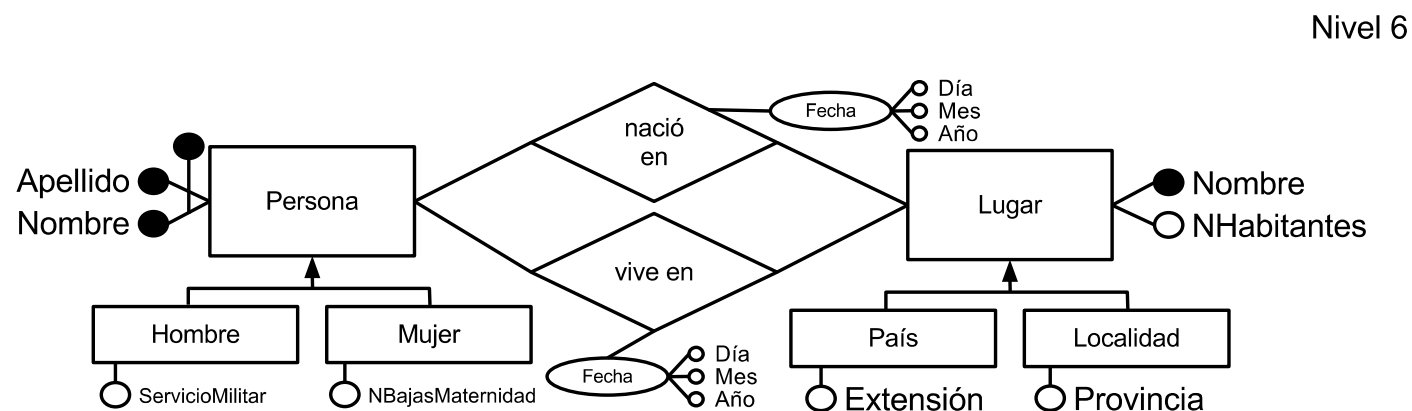 Nivel 6
Fecha
Día
Mes
Año
nació
en
Apellido
Nombre
Persona
Lugar
Nombre
NHabitantes
vive en
Hombre
Mujer
País
Localidad
Fecha
Día
Mes
Año
ServicioMilitar
NBajasMaternidad
Extensión
Provincia